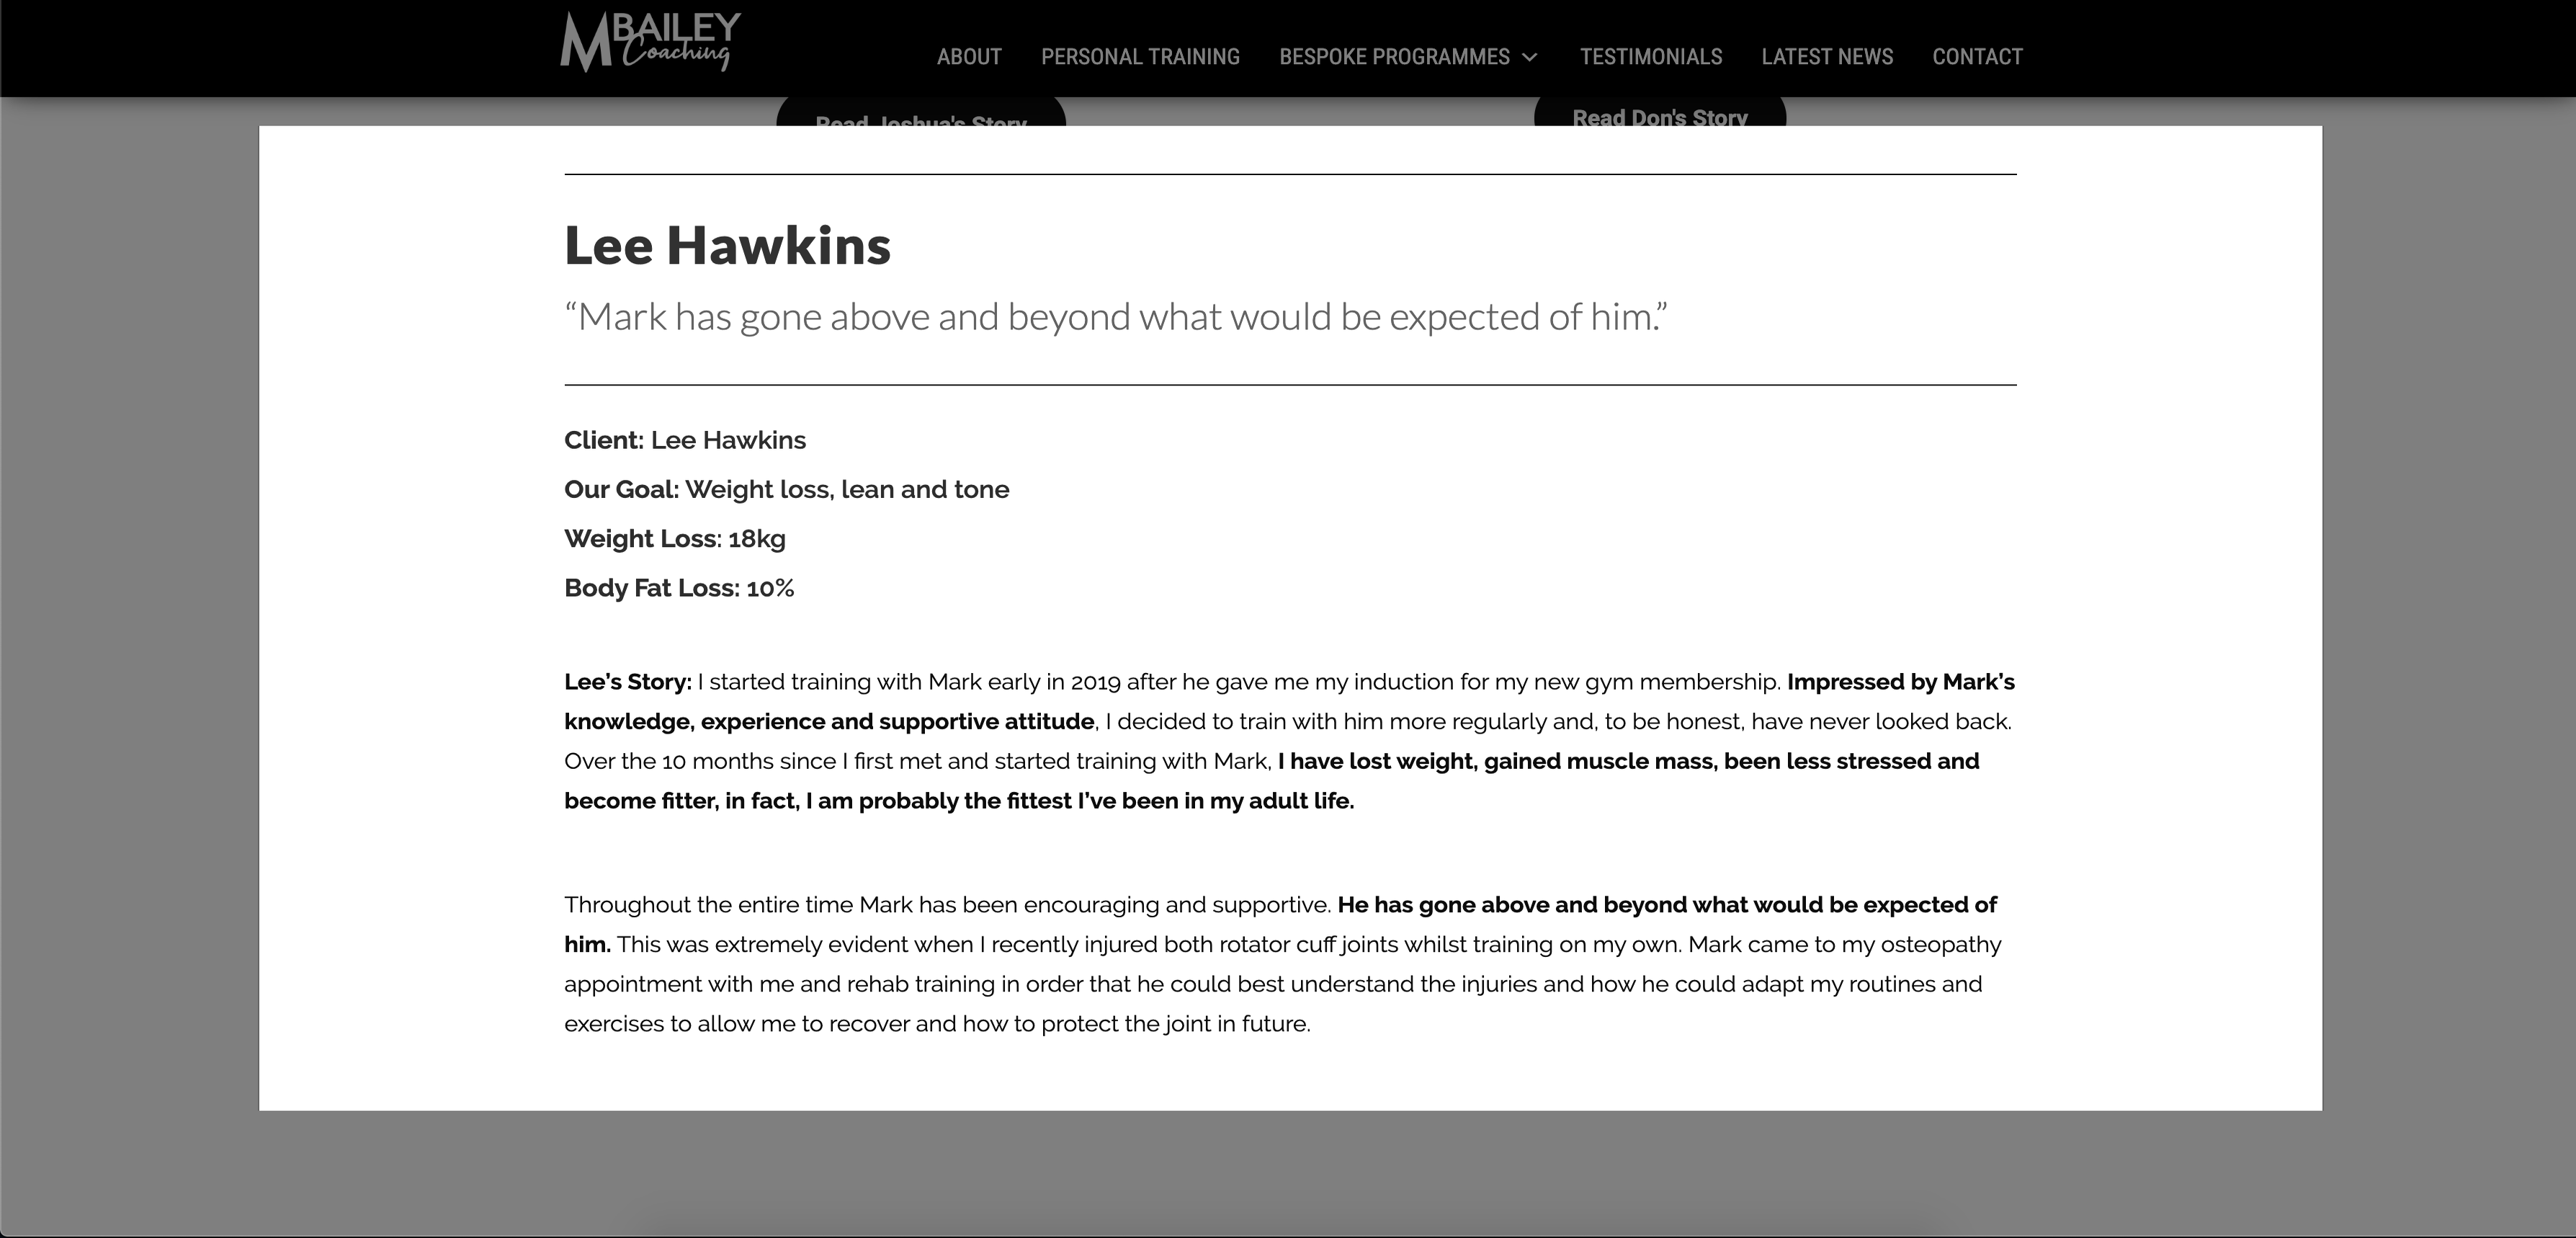 MBAILEY
Coaching
ABOUT PERSONAL TRAINING BESPOKE PROGRAMMES TESTIMONIALS LATEST NEWS CONTACT
Read Joshua's Story Read Don's Story
Lee Hawkins
“Mark has gone above and beyond what would be expected of him.”
Client: Lee Hawkins
Our Goal: Weight loss, lean and tone
Weight Loss: 18kg
Body Fat Loss: 10%
Lee’s Story: I started training with Mark early in 2019 after he gave me my induction for my new gym membership. Impressed by Mark’s
knowledge, experience and supportive attitude, I decided to train with him more regularly and, to be honest, have never looked back.
Over the 10 months since I first met and started training with Mark, I have lost weight, gained muscle mass, been less stressed and
become fitter, in fact, I am probably the fittest I’ve been in my adult life.
Throughout the entire time Mark has been encouraging and supportive. He has gone above and beyond what would be expected of
him. This was extremely evident when I recently injured both rotator cuff joints whilst training on my own. Mark came to my osteopathy
appointment with me and rehab training in order that he could best understand the injuries and how he could adapt my routines and
exercises to allow me to recover and how to protect the joint in future.